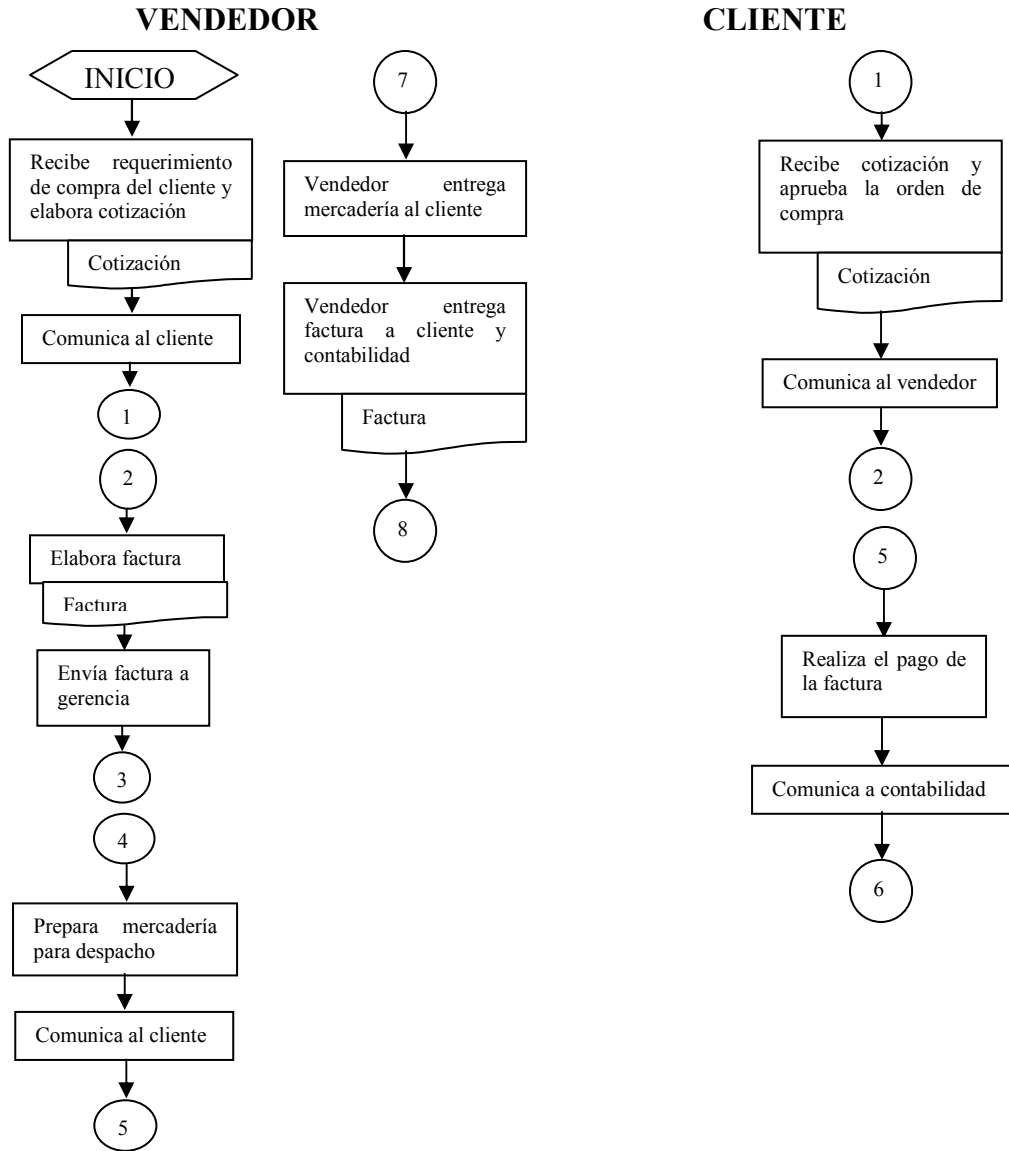 VENDEDOR
INICIO
Recibe requerimiento
de compra del cliente y
elabora cotización
Cotización
Comunica al cliente
1
2
Elabora factura
Factura
Envía factura a
gerencia
3
4
Prepara mercadería
para despacho
Comunica al cliente
5
7
Vendedor entrega
mercadería al cliente
Vendedor entrega
factura a cliente y
contabilidad
Factura
8
CLIENTE
1
Recibe cotización y
aprueba la orden de
compra
Cotización
Comunica al vendedor
2
5
Realiza el pago de
la factura
Comunica a contabilidad
6